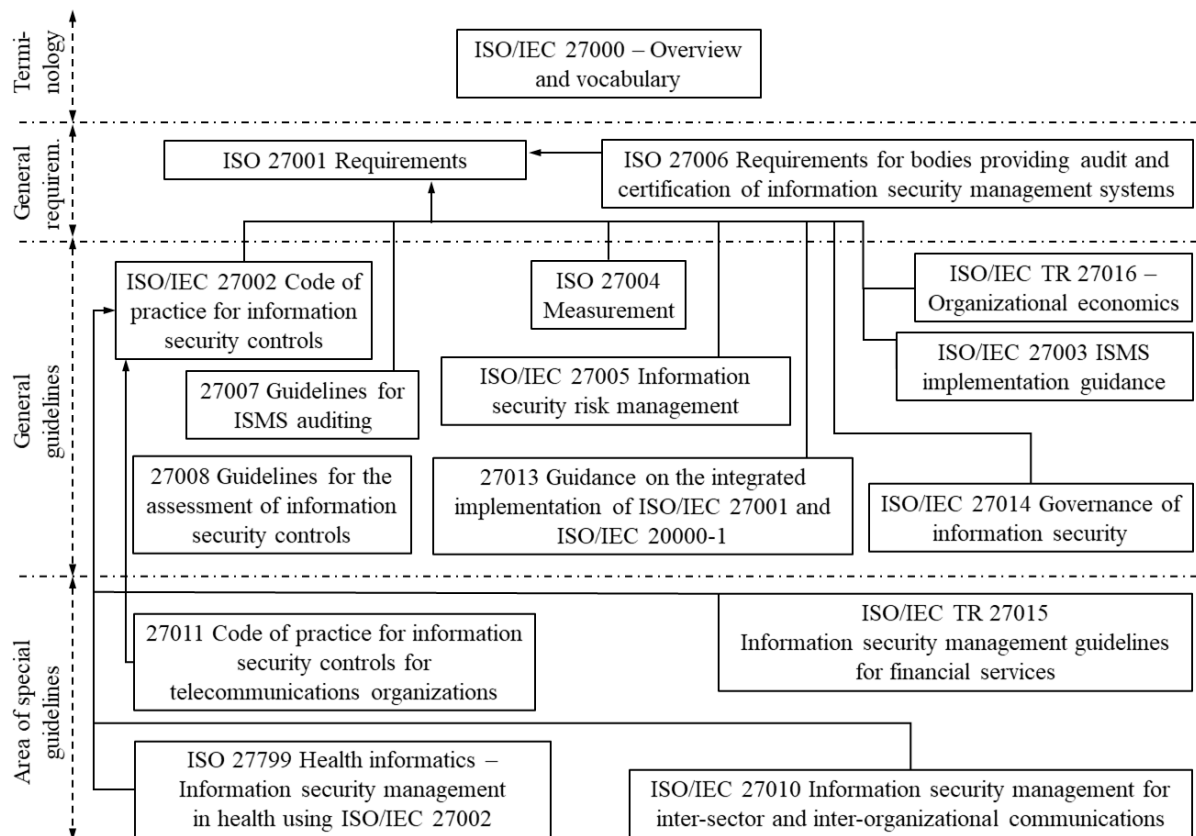 Termi-
nology
ISO/IEC 27000 – Overview
and vocabulary
General
requirem.
ISO 27001 Requirements
ISO 27006 Requirements for bodies providing audit and
certification of information security management systems
General
guidelines
ISO/IEC 27002 Code of
practice for information
security controls
ISO 27004
Measurement
ISO/IEC TR 27016 –
Organizational economics
ISO/IEC 27003 ISMS
implementation guidance
27007 Guidelines for
ISMS auditing
ISO/IEC 27005 Information
security risk management
27008 Guidelines for the
assessment of information
security controls
27013 Guidance on the integrated
implementation of ISO/IEC 27001 and
ISO/IEC 20000-1
ISO/IEC 27014 Governance of
information security
Area of special
guidelines
27011 Code of practice for information
security controls for
telecommunications organizations
ISO/IEC TR 27015
Information security management guidelines
for financial services
ISO 27799 Health informatics –
Information security management
in health using ISO/IEC 27002
ISO/IEC 27010 Information security management for
inter-sector and inter-organizational communications